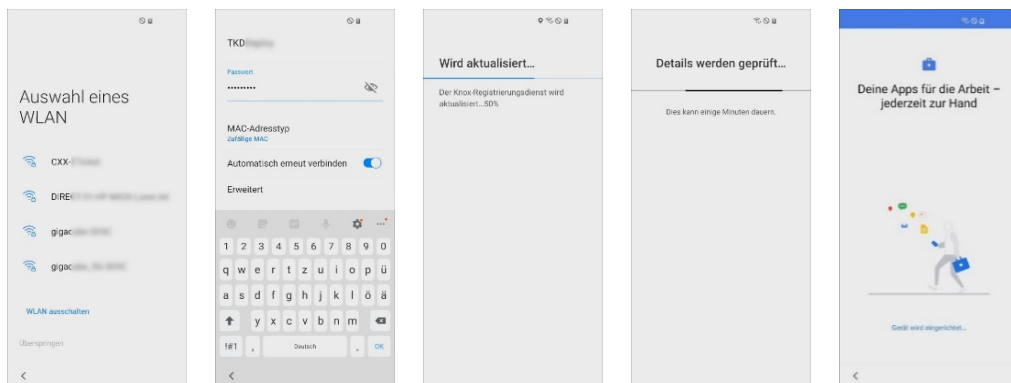 Auswahl eines
WLAN
CXX-
DIRE
gigac
gigac
WLAN ausschalten
Überspringen
TKD
Passwort
MAC-Adresstyp
Zufällige MAC
Automatisch erneut verbinden
Erweitert
1 2 3 4 5 6 7 8 9 0
q w e r t z u i o p ü
a s d f g h j k l ö ä
y x c v b n m
!#1 , Deutsch . OK
Wird aktualisiert...
Der Knox-Registrierungsdienst wird
aktualisiert...50%
Details werden geprüft...
Dies kann einige Minuten dauern.
Deine Apps für die Arbeit –
jederzeit zur Hand
Gerät wird eingerichtet...